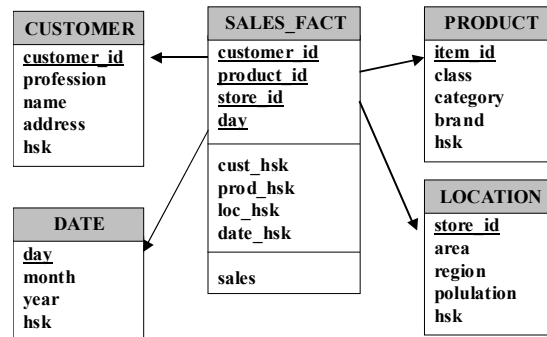 CUSTOMER
customer_id
profession
name
address
hsk
SALES_FACT
customer_id
product_id
store_id
day
cust_hsk
prod_hsk
loc_hsk
date_hsk
sales
PRODUCT
item_id
class
category
brand
hsk
DATE
day
month
year
hsk
LOCATION
store_id
area
region
polulation
hsk